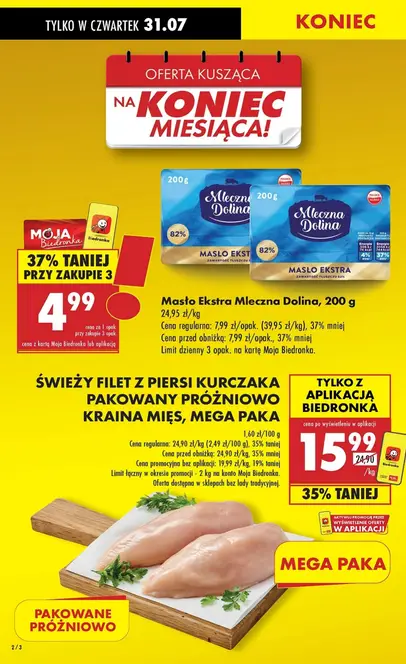 TYLKO W CZWARTEK 31.07
KONIEC
OFERTA KUSZĄCA
NA KONIEC
MIESIĄCA!
200g
Mleczna
Dolina
82%
MASŁO EKSTRA
200g
Mleczna
Dolina
82%
MASŁO EKSTRA
MOJA
Biedronka
Biedronka
37% TANIEJ
PRZY ZAKUPIE 3
4.99
cena za 1 opak.
przy zakupie 3 opak.
cena z kartą Moja Biedronka lub aplikacją
Masło Ekstra Mleczna Dolina, 200 g
24,95 zł/kg
Cena regularna: 7,99 zł/opak. (39,95 zł/kg), 37% mniej
Cena przed obniżką: 7,99 zł/opak., 37% mniej
Limit dzienny 3 opak. na kartę Moja Biedronka.
ŚWIEŻY FILET Z PIERSI KURCZAKA
PAKOWANY PRÓŻNIOWO
KRAINA MIĘS, MEGA PAKA
1,60 zł/100 g
Cena regularna: 24,90 zł/kg (2,49 zł/100 g), 35% taniej
Cena przed obniżką: 24,90 zł/kg, 35% mniej
Cena promocyjna bez aplikacji: 19,99 zł/kg, 19% taniej
Limit łączny w okresie promocji - 2 kg na konto Moja Biedronka.
Oferta dostępna w sklepach bez lady tradycyjnej.
TYLKO Z
APLIKACJĄ
BIEDRONKA
cena po wyświetleniu w aplikacji
15.99
24,90
/kg
35% TANIEJ
AKTYWUJ PROMOCJĘ PRZEZ
WYŚWIETLENIE OFERTY
W APLIKACJI
MEGA PAKA
PAKOWANE
PRÓŻNIOWO
2/3